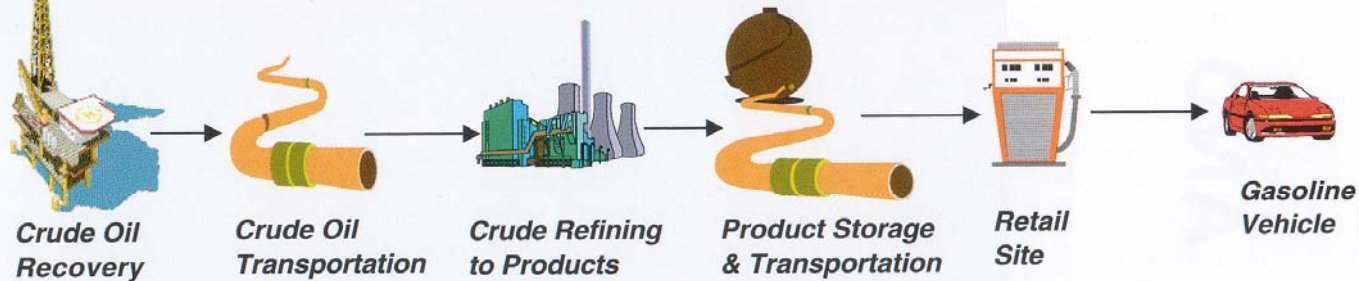 Crude Oil
Recovery
Crude Oil
Transportation
Crude Refining
to Products
Product Storage
& Transportation
Retail
Site
Gasoline
Vehicle